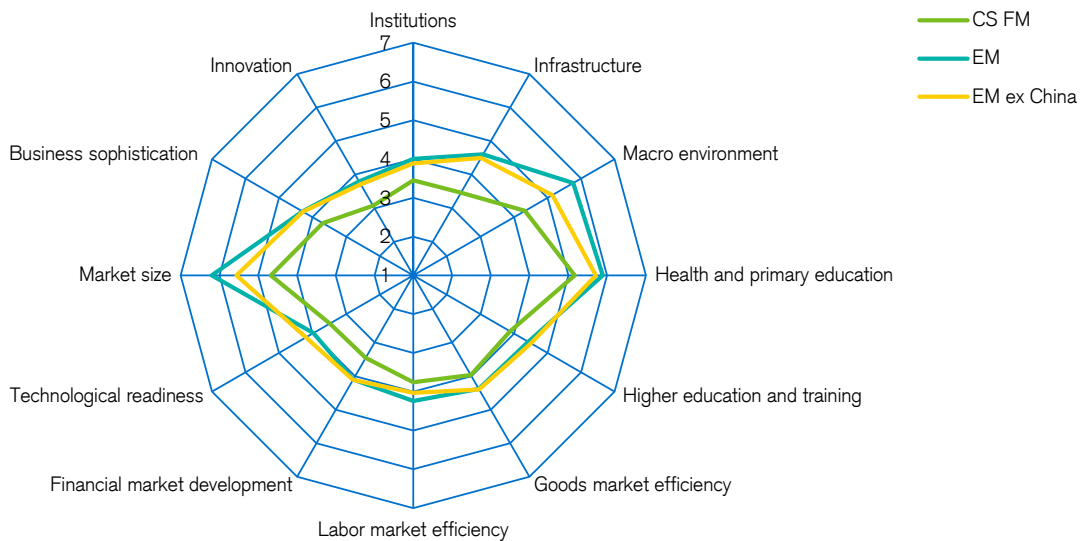 Institutions
CS FM
7
EM
Innovation
Infrastructure
6
EM ex China
5
Business sophistication
4
Macro environment
3
2
Market size
1
Health and primary education
Technological readiness
Higher education and training
Financial market development
Goods market efficiency
Labor market efficiency